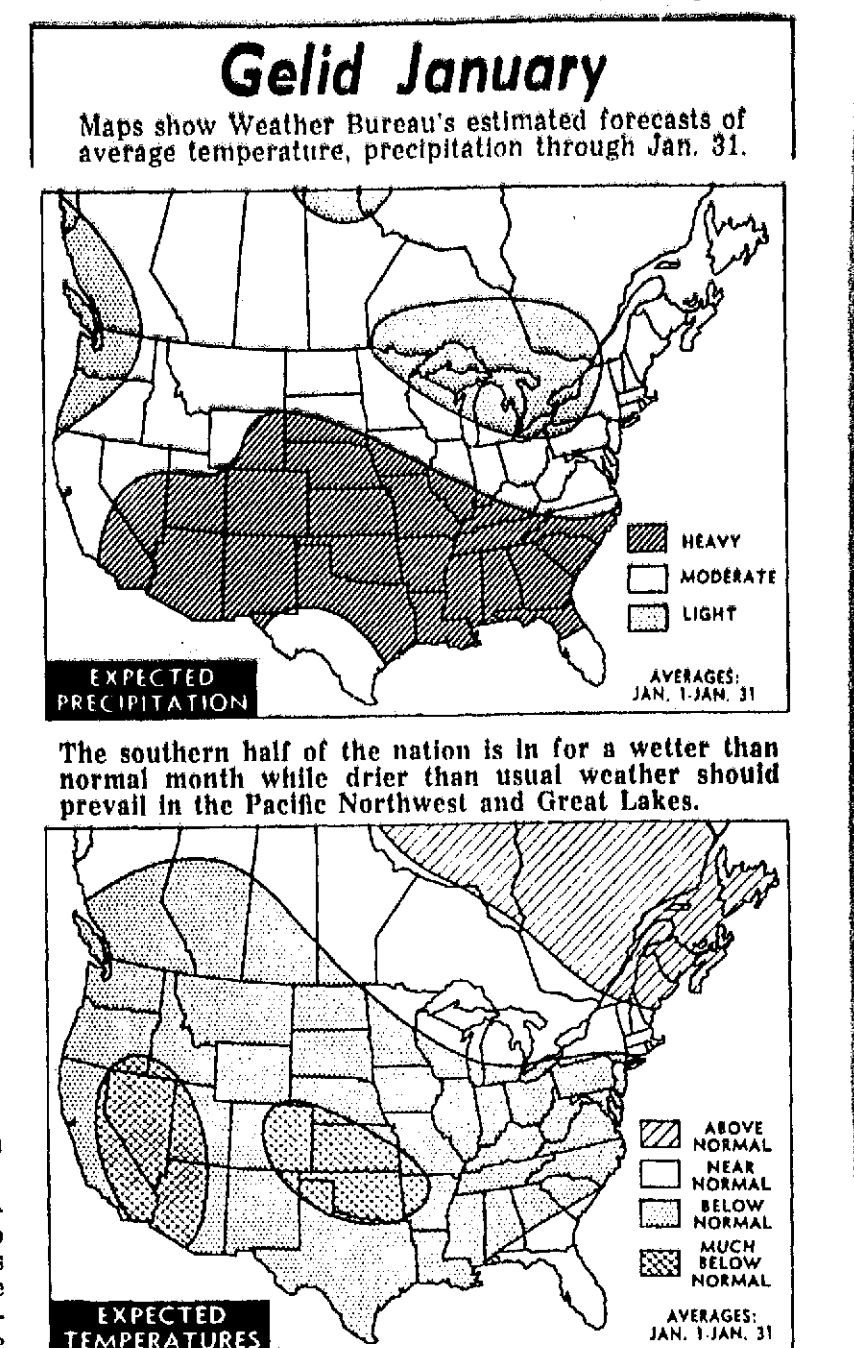 Gelid January
Maps show Weather Bureau's estimated forecasts of
average temperature, precipitation through Jan. 31.
HEAVY
MODERATE
LIGHT
EXPECTED
PRECIPITATION
AVERAGES:
JAN. 1-JAN. 31
The southern half of the nation is in for a wetter than
normal month while drier than usual weather should
prevail in the Pacific Northwest and Great Lakes.
ABOVE
NORMAL
NEAR
NORMAL
BELOW
NORMAL
MUCH
BELOW
NORMAL
EXPECTED
TEMPERATURES
AVERAGES:
JAN. 1-JAN. 31